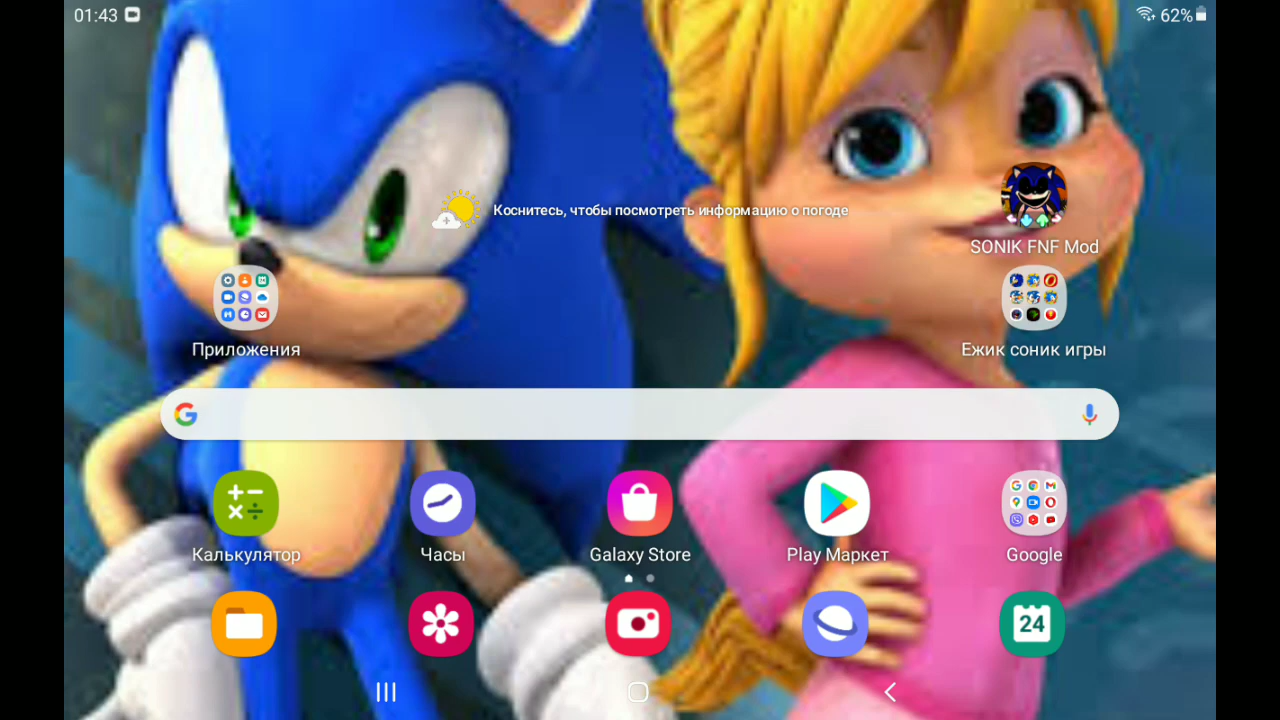 01:43
62%
Коснитесь, чтобы посмотреть информацию о погоде
SONIK FNF Mod
Приложения
Ежик соник игры
Калькулятор
Часы
Galaxy Store
Play Маркет
Google
24